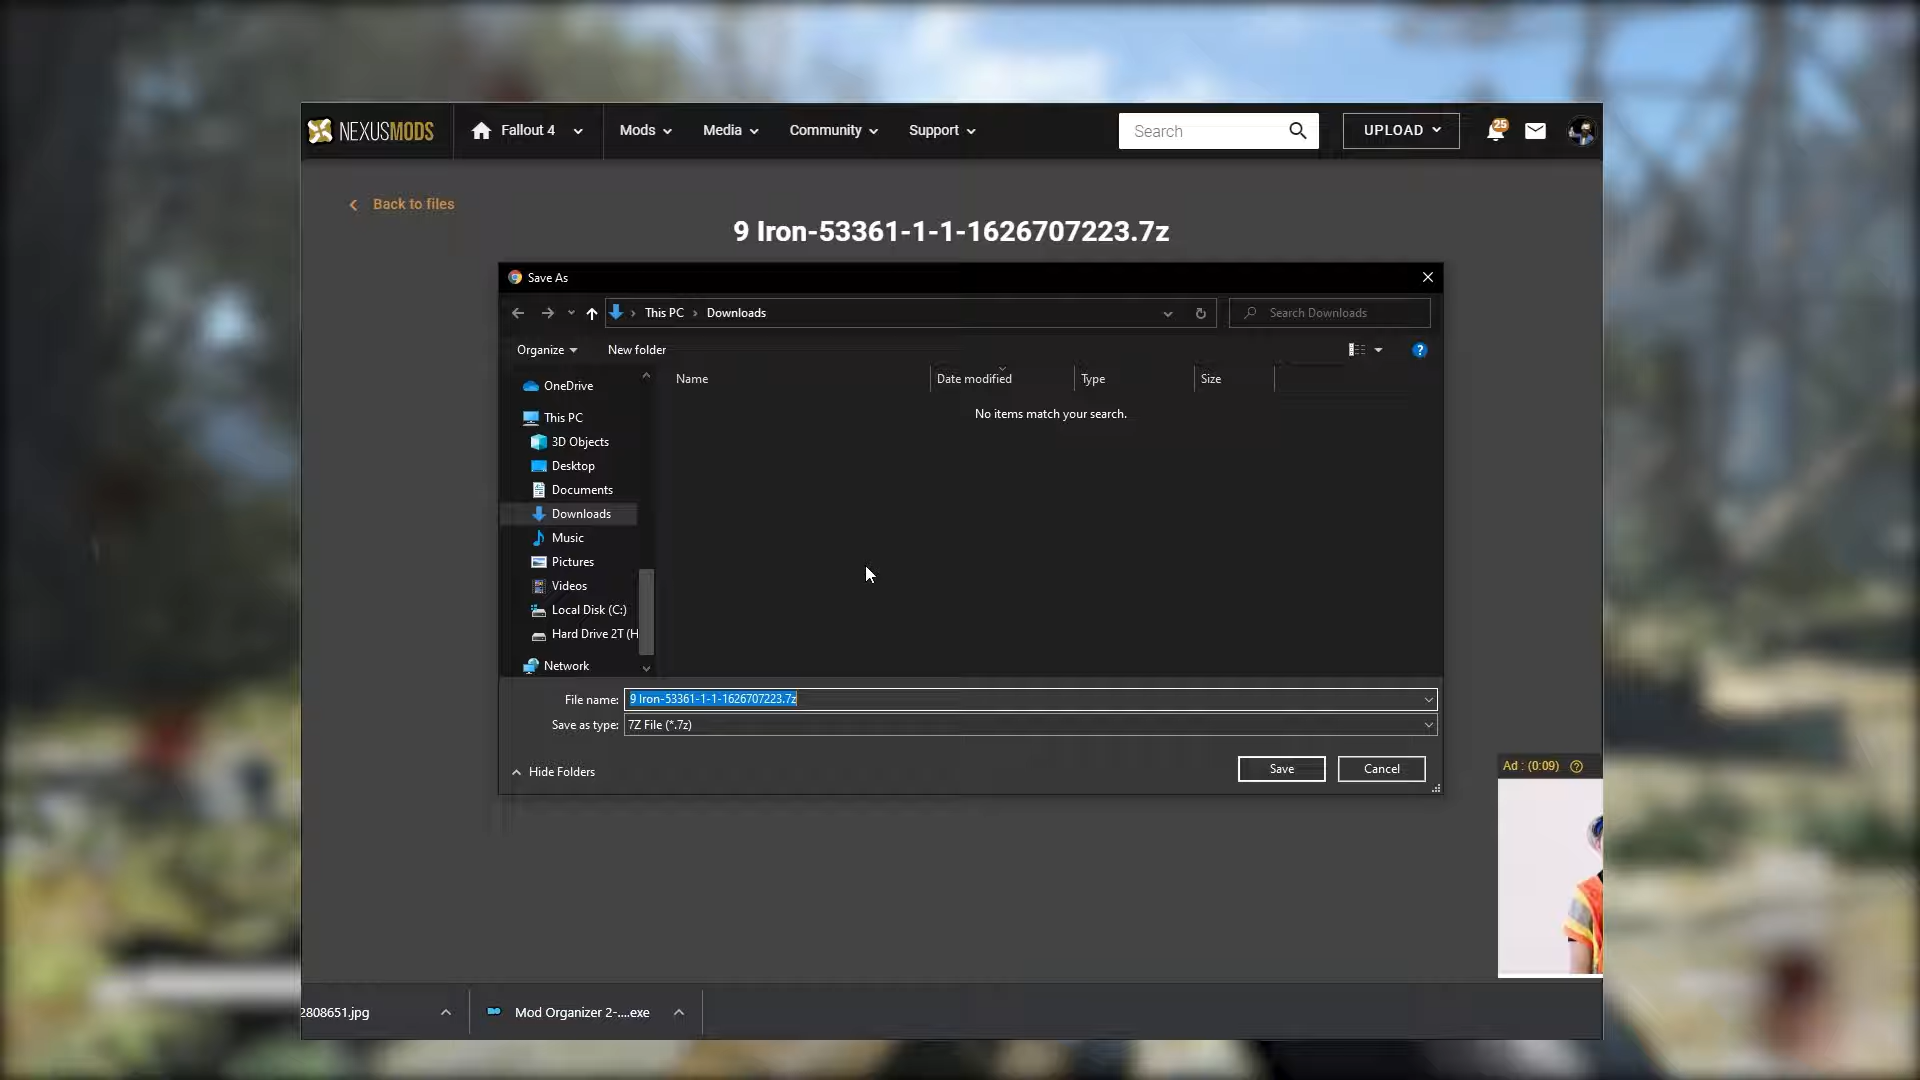 NEXUSMODS
Fallout 4
Mods
Media
Community
Support
Search
UPLOAD
25
Back to files
9 Iron-53361-1-1-1626707223.7z
Save As
This PC
Downloads
Search Downloads
Organize
New folder
?
Name
Date modified
Type
Size
OneDrive
No items match your search.
This PC
3D Objects
Desktop
Documents
Downloads
Music
Pictures
Videos
Local Disk (C:)
Hard Drive 2T (H
Network
File name:
9 Iron-53361-1-1-1626707223.7z
Save as type:
7Z File (*.7z)
Hide Folders
Save
Cancel
Ad : (0:09)
?
2808651.jpg
Mod Organizer 2-....exe